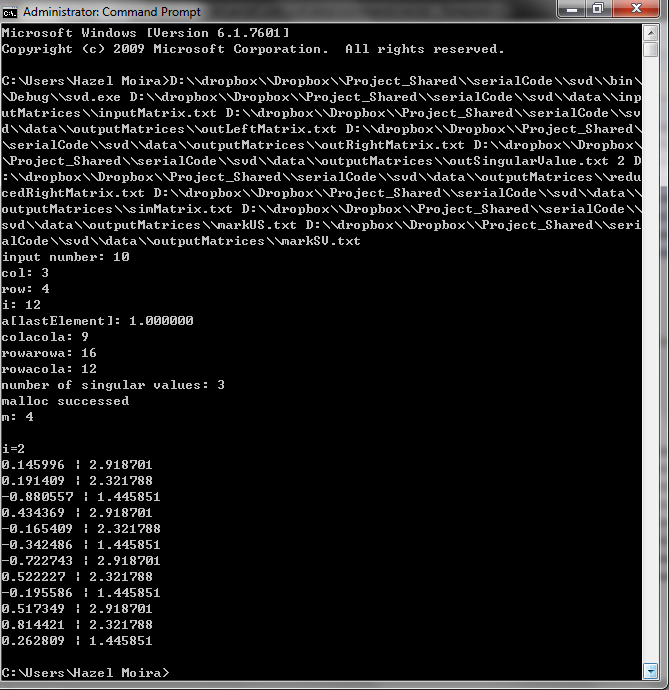 Administrator: Command Prompt
Microsoft Windows [Version 6.1.7601]
Copyright (c) 2009 Microsoft Corporation.  All rights reserved.
C:\Users\Hazel Moira>D:\\dropbox\\Dropbox\\Project_Shared\\serialCode\\svd\\bin\
\Debug\\svd.exe D:\\dropbox\\Dropbox\\Project_Shared\\serialCode\\svd\\data\\inp
utMatrices\\inputMatrix.txt D:\\dropbox\\Dropbox\\Project_Shared\\serialCode\\sv
d\\data\\outputMatrices\\outLeftMatrix.txt D:\\dropbox\\Dropbox\\Project_Shared\
\serialCode\\svd\\data\\outputMatrices\\outRightMatrix.txt D:\\dropbox\\Dropbox\
\Project_Shared\\serialCode\\svd\\data\\outputMatrices\\outSingularValue.txt 2 D
:\\dropbox\\Dropbox\\Project_Shared\\serialCode\\svd\\data\\outputMatrices\\redu
cedRightMatrix.txt D:\\dropbox\\Dropbox\\Project_Shared\\serialCode\\svd\\data\\
outputMatrices\\simMatrix.txt D:\\dropbox\\Dropbox\\Project_Shared\\serialCode\\
svd\\data\\outputMatrices\\markUS.txt D:\\dropbox\\Dropbox\\Project_Shared\\seri
alCode\\svd\\data\\outputMatrices\\markSV.txt
input number: 10
col: 3
row: 4
i: 12
a[lastElement]: 1.000000
colacola: 9
rowarowa: 16
rowacola: 12
number of singular values: 3
malloc successed
m: 4
i=2
0.145996 | 2.918701
0.191409 | 2.321788
-0.880557 | 1.445851
0.434369 | 2.918701
-0.165409 | 2.321788
-0.342486 | 1.445851
-0.722743 | 2.918701
0.522227 | 2.321788
-0.195586 | 1.445851
0.517349 | 2.918701
0.814421 | 2.321788
0.262809 | 1.445851
C:\Users\Hazel Moira>